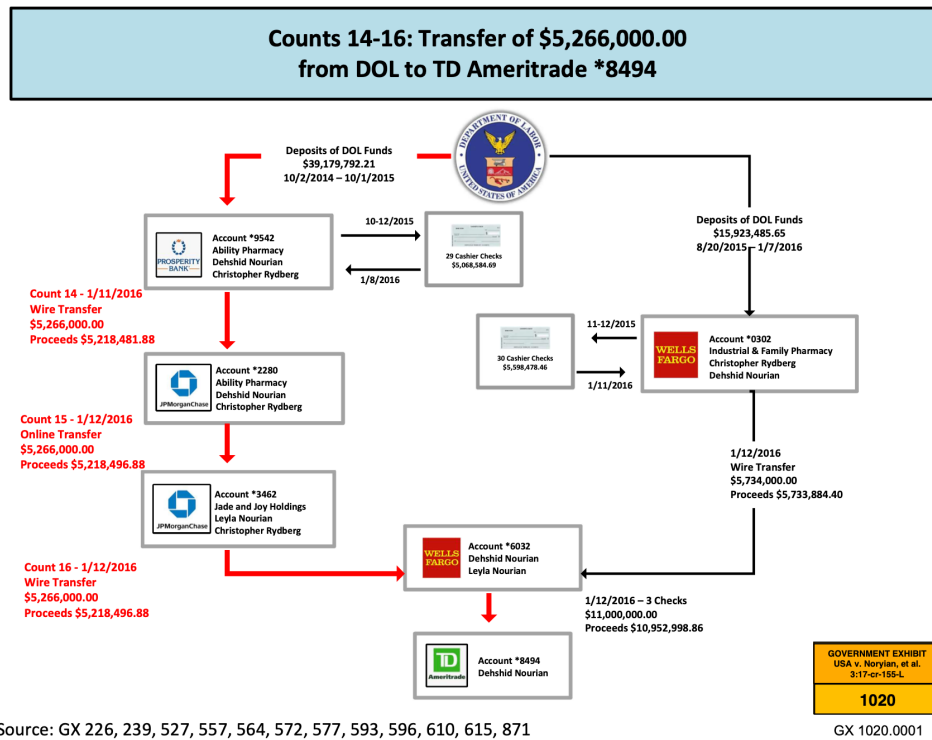 Counts 14-16: Transfer of $5,266,000.00
from DOL to TD Ameritrade *8494
DEPARTMENT OF LABOR
UNITED STATES OF AMERICA
Deposits of DOL Funds
$39,179,792.21
10/2/2014 – 10/1/2015
Deposits of DOL Funds
$15,923,485.65
8/20/2015 – 1/7/2016
PROSPERITY
BANK
Account *9542
Ability Pharmacy
Dehshid Nourian
Christopher Rydberg
10-12/2015
1/8/2016
29 Cashier Checks
$5,068,584.69
Count 14 - 1/11/2016
Wire Transfer
$5,266,000.00
Proceeds $5,218,481.88
11-12/2015
1/11/2016
30 Cashier Checks
$5,598,478.46
WELLS
FARGO
Account *0302
Industrial & Family Pharmacy
Christopher Rydberg
Dehshid Nourian
JPMorganChase
Account *2280
Ability Pharmacy
Dehshid Nourian
Christopher Rydberg
Count 15 - 1/12/2016
Online Transfer
$5,266,000.00
Proceeds $5,218,496.88
1/12/2016
Wire Transfer
$5,734,000.00
Proceeds $5,733,884.40
JPMorganChase
Account *3462
Jade and Joy Holdings
Leyla Nourian
Christopher Rydberg
Count 16 - 1/12/2016
Wire Transfer
$5,266,000.00
Proceeds $5,218,496.88
WELLS
FARGO
Account *6032
Dehshid Nourian
Leyla Nourian
1/12/2016 – 3 Checks
$11,000,000.00
Proceeds $10,952,998.86
TD
Ameritrade
Account *8494
Dehshid Nourian
GOVERNMENT EXHIBIT
USA v. Noryian, et al.
3:17-cr-155-L
1020
Source: GX 226, 239, 527, 557, 564, 572, 577, 593, 596, 610, 615, 871
GX 1020.0001